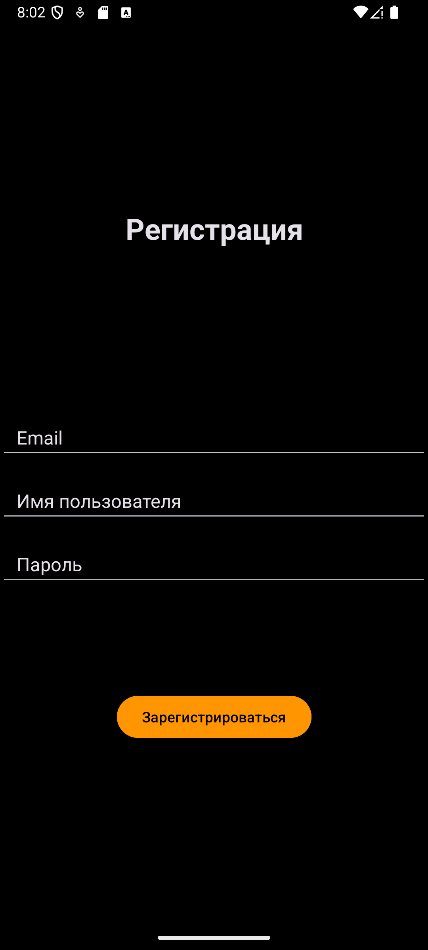 8:02
Регистрация
Email
Имя пользователя
Пароль
Зарегистрироваться